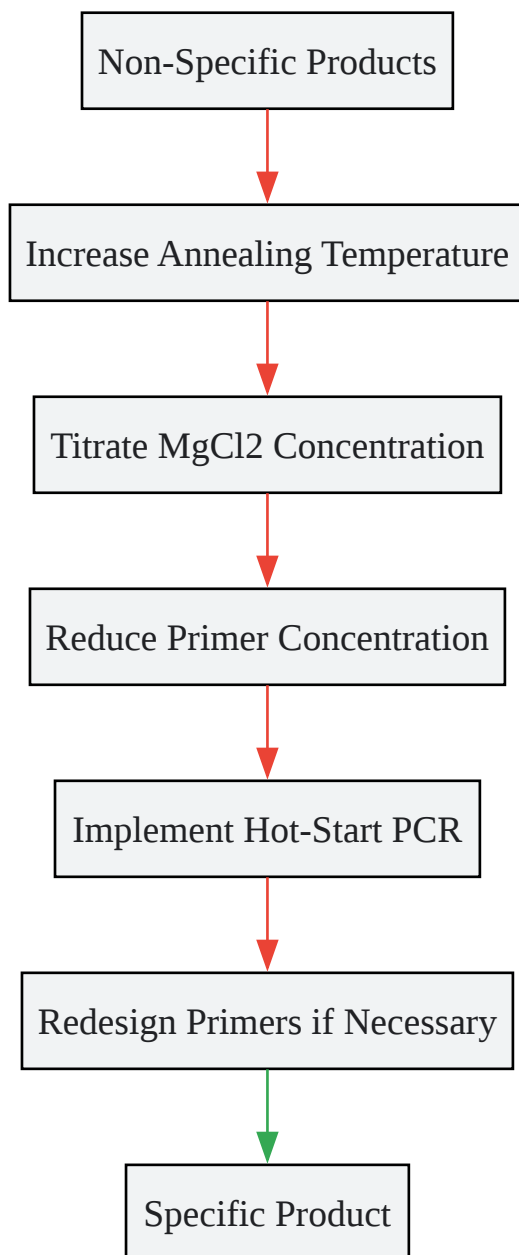 Non-Specific Products
Increase Annealing Temperature
Titrate MgCl2 Concentration
Reduce Primer Concentration
Implement Hot-Start PCR
Redesign Primers if Necessary
Specific Product